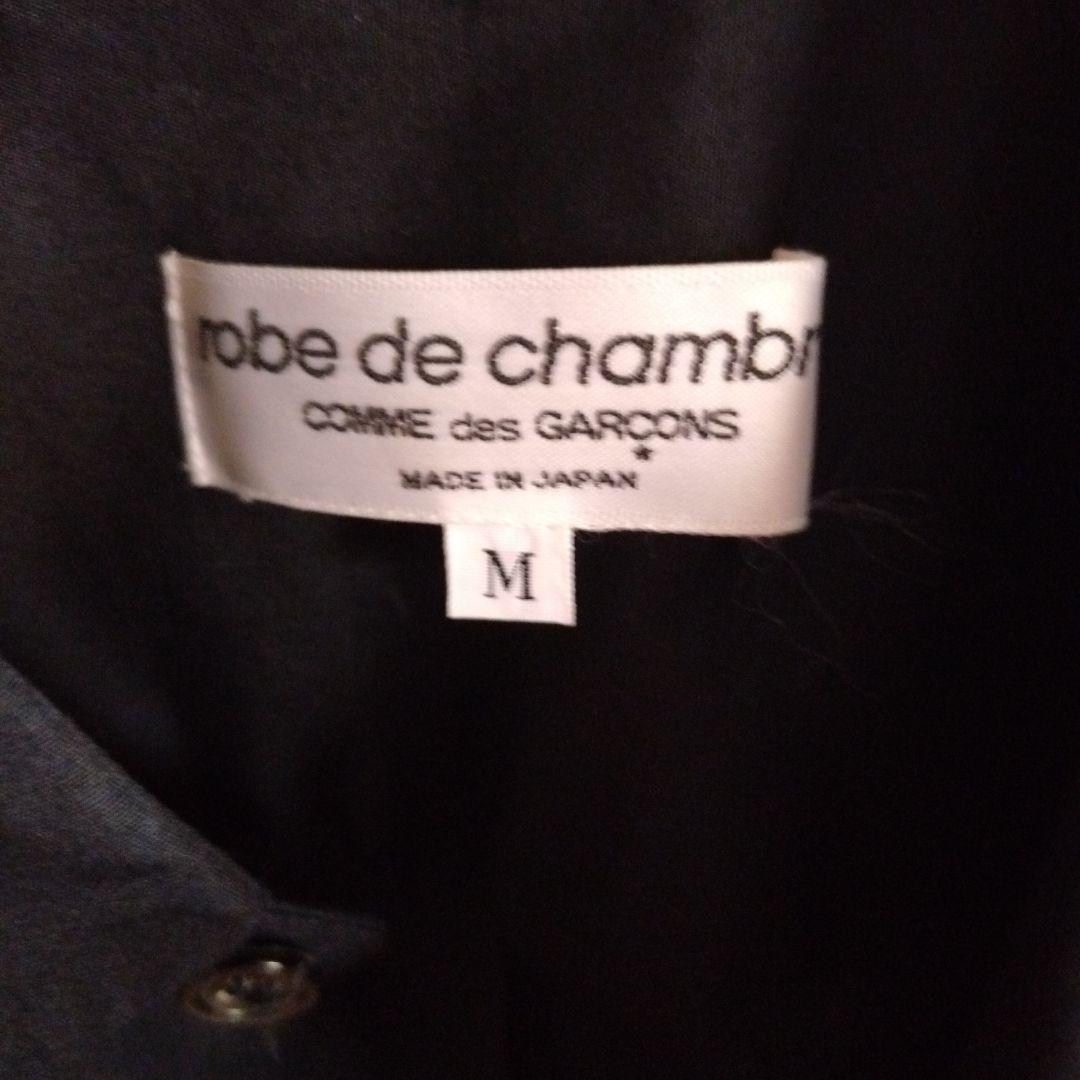 robe de chambr
COMME des GARÇONS
MADE IN JAPAN
M